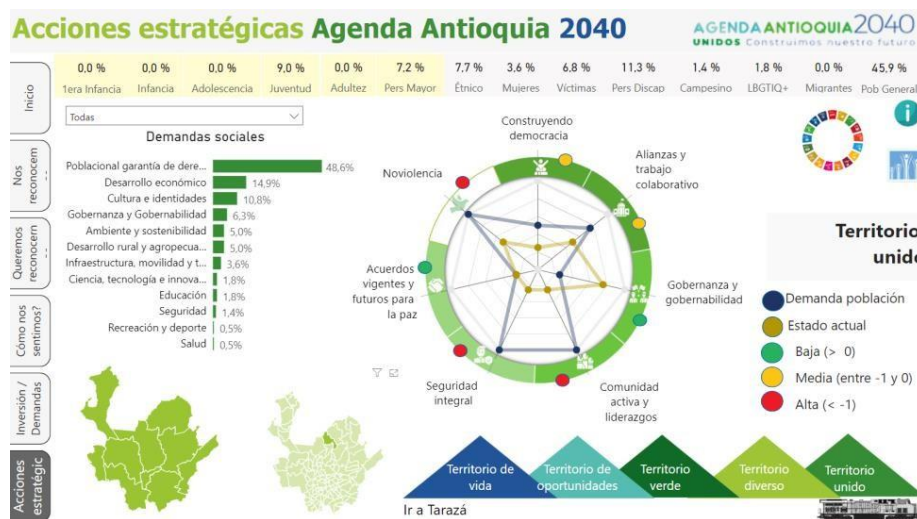 Acciones estratégicas Agenda Antioquia 2040
AGENDA ANTIOQUIA 2040
UNIDOS Construimos nuestro futuro
0,0 % 0,0 % 0,0 % 9,0 % 0,0 % 7,2 % 7,7 % 3,6 % 6,8 % 11,3 % 1,4 % 1,8 % 0,0 % 45,9 %
1era Infancia Infancia Adolescencia Juventud Adultez Pers Mayor Étnico Mujeres Víctimas Pers Discap Campesino LBGTIQ+ Migrantes Pob General
Inicio
Nos
reconocem
Queremos
reconocern
Cómo nos
sentimos?
Inversión /
Demandas
Acciones
estratégic
Todas
Demandas sociales
Poblacional garantía de dere... 48,6%
Desarrollo económico 14,9%
Cultura e identidades 10,8%
Gobernanza y Gobernabilidad 6,3%
Ambiente y sostenibilidad 5,0%
Desarrollo rural y agropecua... 5,0%
Infraestructura, movilidad y t... 3,6%
Ciencia, tecnología e innova... 1,8%
Educación 1,8%
Seguridad 1,4%
Recreación y deporte 0,5%
Salud 0,5%
Construyendo
democracia
Alianzas y
trabajo
colaborativo
Gobernanza y
gobernabilidad
Comunidad
activa y
liderazgos
Seguridad
integral
Acuerdos
vigentes y
futuros para
la paz
Noviolencia
i
Territorio
unido
Demanda población
Estado actual
Baja (> 0)
Media (entre -1 y 0)
Alta (< -1)
Territorio de
vida
Territorio de
oportunidades
Territorio
verde
Territorio
diverso
Territorio
unido
Ir a Tarazá